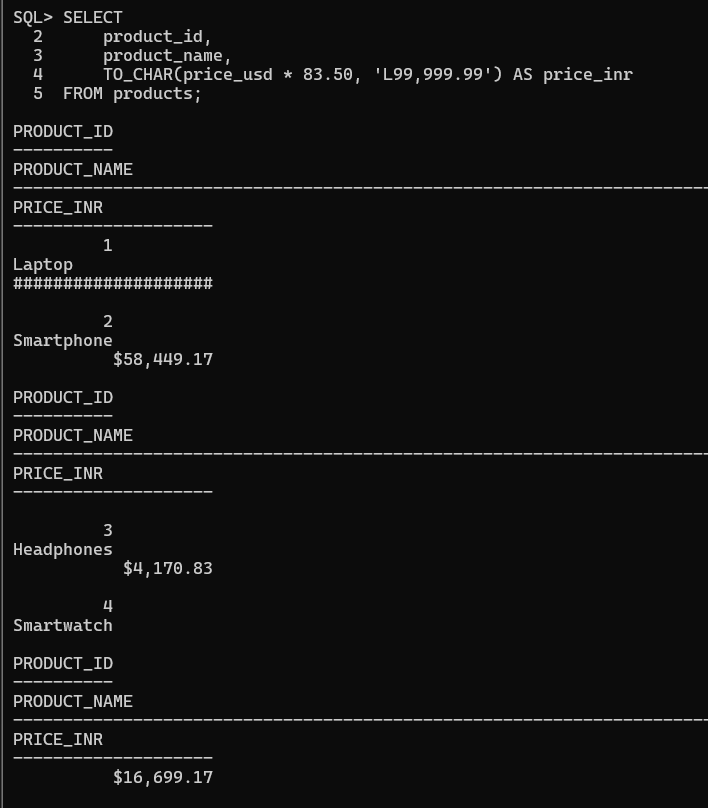 SQL> SELECT
  2      product_id,
  3      product_name,
  4      TO_CHAR(price_usd * 83.50, 'L99,999.99') AS price_inr
  5  FROM products;
PRODUCT_ID
----------
PRODUCT_NAME
----------------------------------------------------------------------
PRICE_INR
--------------------
         1
Laptop
####################
         2
Smartphone
          $58,449.17
PRODUCT_ID
----------
PRODUCT_NAME
----------------------------------------------------------------------
PRICE_INR
--------------------
         3
Headphones
           $4,170.83
         4
Smartwatch
PRODUCT_ID
----------
PRODUCT_NAME
----------------------------------------------------------------------
PRICE_INR
--------------------
          $16,699.17